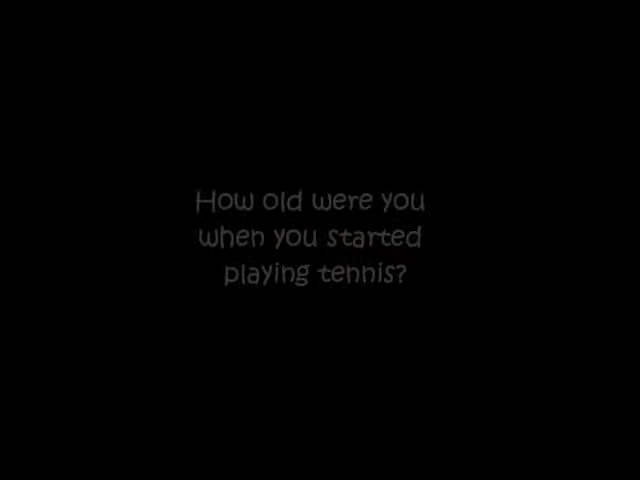 How old were you
when you started
playing tennis?